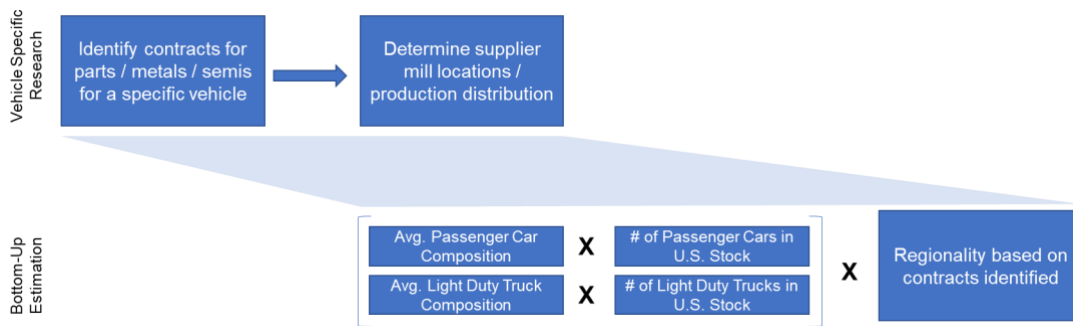 Vehicle Specific
Research
Identify contracts for
parts / metals / semis
for a specific vehicle
Determine supplier
mill locations /
production distribution
Bottom-Up
Estimation
Avg. Passenger Car
Composition
X
# of Passenger Cars in
U.S. Stock
Avg. Light Duty Truck
Composition
X
# of Light Duty Trucks in
U.S. Stock
X
Regionality based on
contracts identified